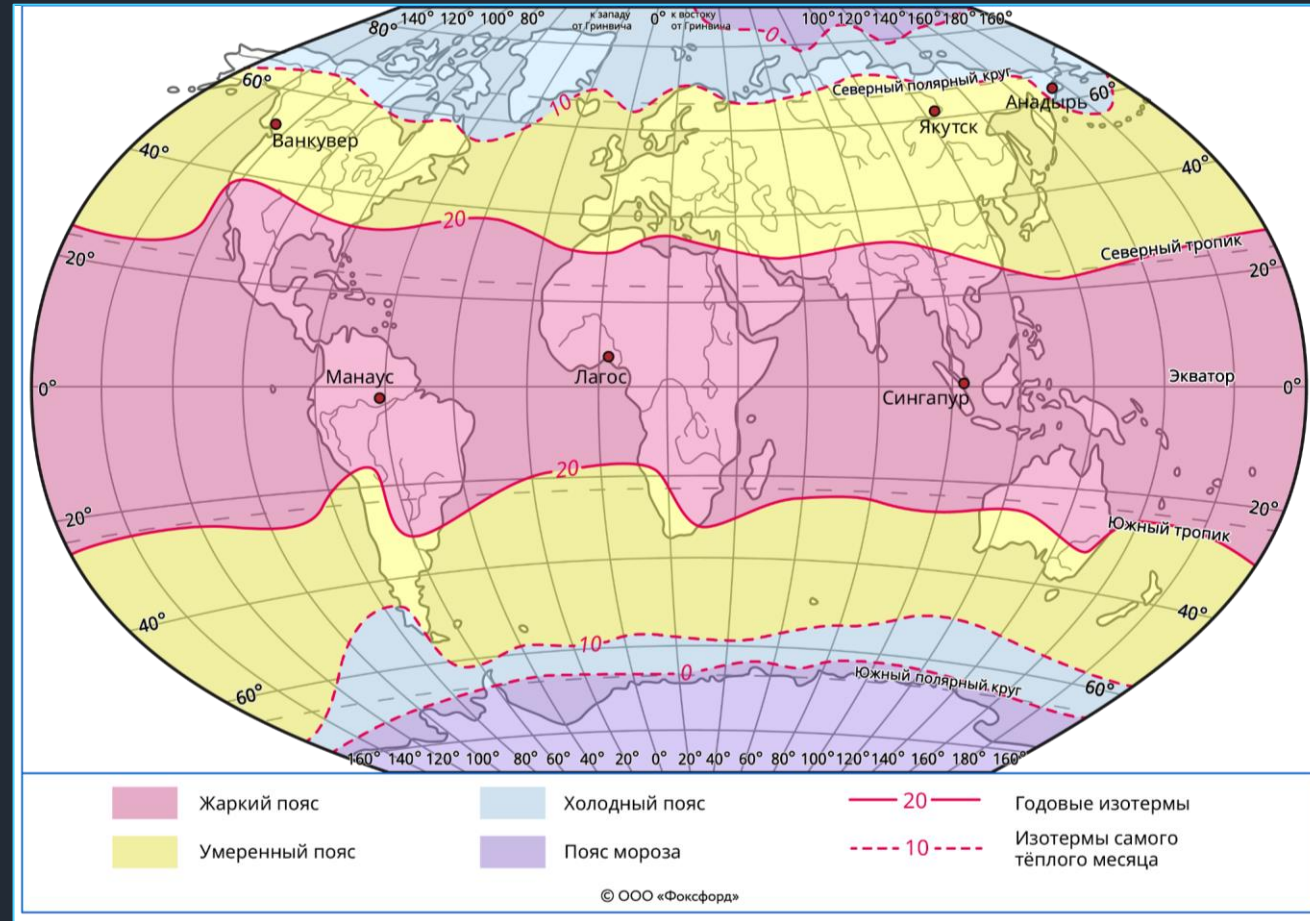 140° 120° 100° 80° к западу 0° к востоку 100° 120° 140° 160° 180° 160°
от Гринвича от Гринвича
80° 0
60° 10 Северный полярный круг 60°
Анадырь
Якутск
Ванкувер
40° 40°
20
Северный тропик
20° 20°
Лагос
Манаус Экватор
0° Сингапур 0°
20
20° 20°
Южный тропик
40° 40°
10
0 Южный полярный круг
60° 60°
160° 140° 120° 100° 80° 60° 40° 20° 0° 20° 40° 60° 80° 100° 120° 140° 160° 180° 160°
Жаркий пояс Холодный пояс 20 Годовые изотермы
Умеренный пояс Пояс мороза 10 Изотермы самого
тёплого месяца
© ООО «Фоксфорд»